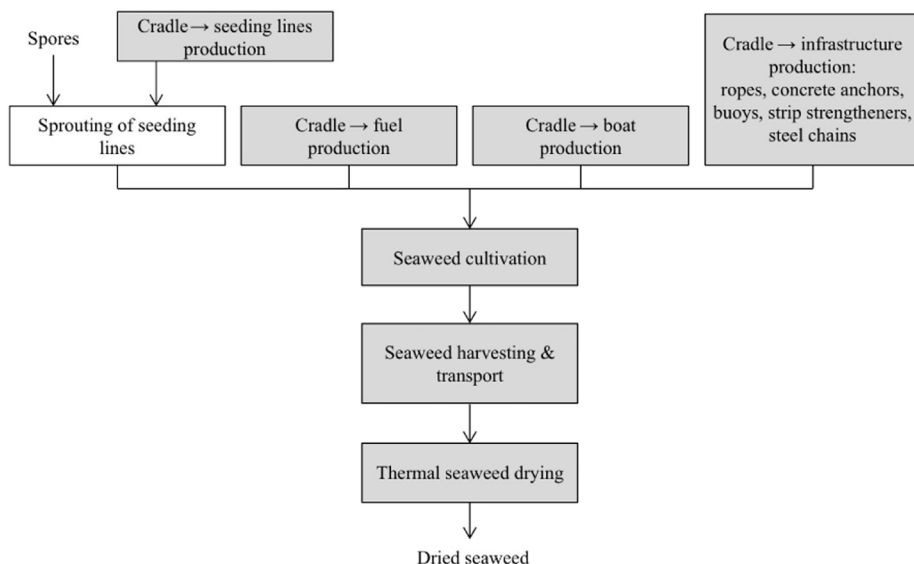 Spores
Cradle → seeding lines
production
Sprouting of seeding
lines
Cradle → fuel
production
Cradle → boat
production
Cradle → infrastructure
production:
ropes, concrete anchors,
buoys, strip strengtheners,
steel chains
Seaweed cultivation
Seaweed harvesting &
transport
Thermal seaweed drying
Dried seaweed